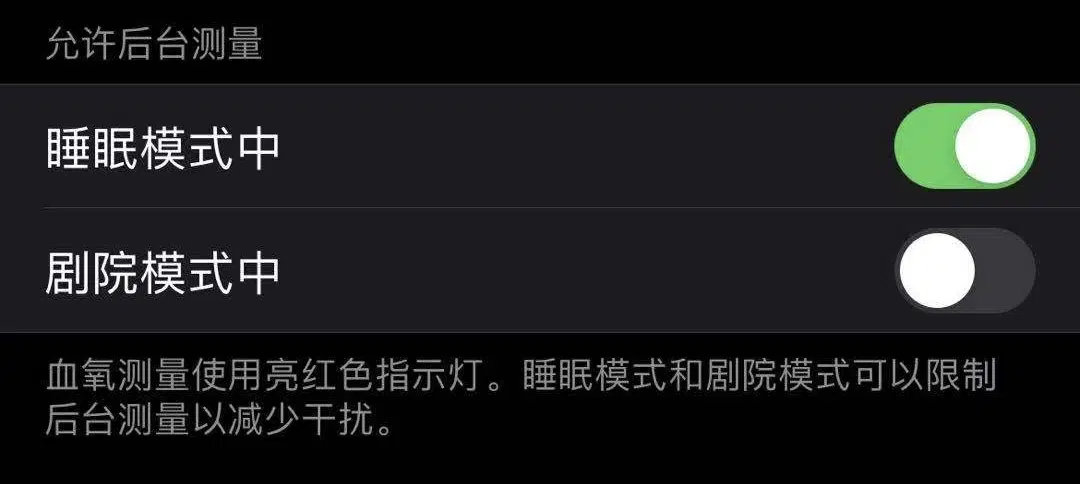 允许后台测量
睡眠模式中
剧院模式中
血氧测量使用亮红色指示灯。睡眠模式和剧院模式可以限制
后台测量以减少干扰。